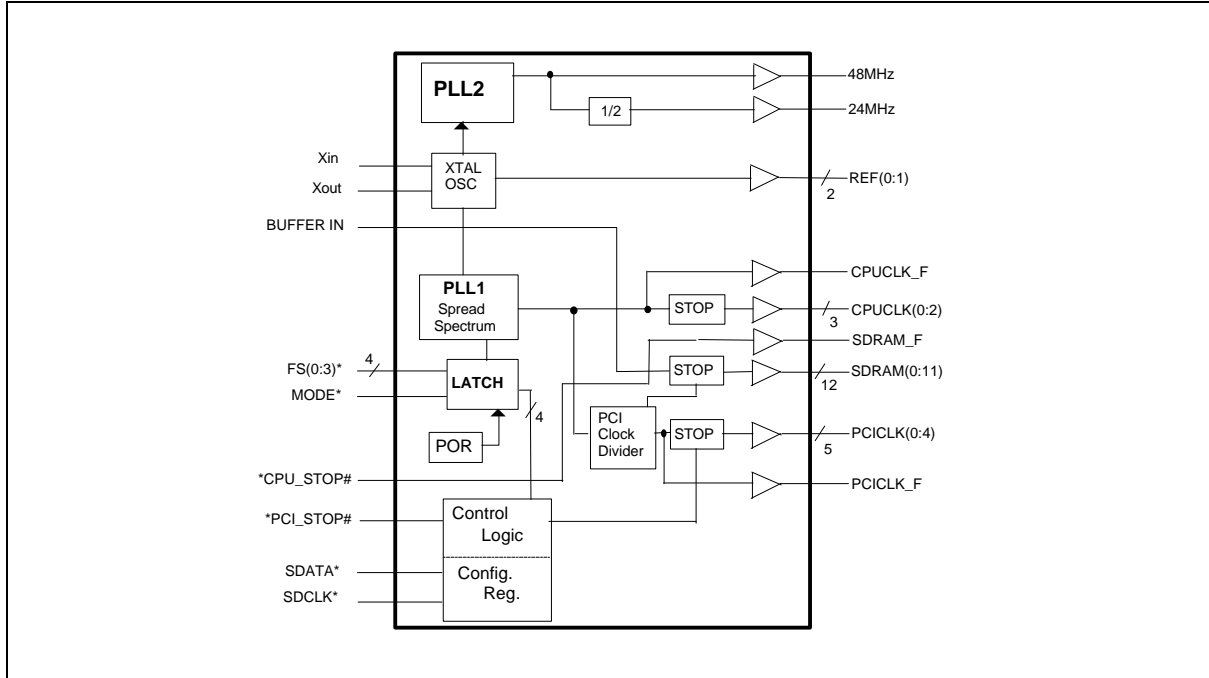 PLL2
48MHz
1/2
24MHz
Xin
XTAL
OSC
Xout
REF(0:1)
2
BUFFER IN
PLL1
Spread
Spectrum
CPUCLK_F
STOP
CPUCLK(0:2)
3
SDRAM_F
FS(0:3)*
4
LATCH
STOP
SDRAM(0:11)
12
MODE*
4
POR
PCI
Clock
Divider
STOP
PCICLK(0:4)
5
*CPU_STOP#
PCICLK_F
*PCI_STOP#
Control
Logic
SDATA*
Config.
Reg.
SDCLK*